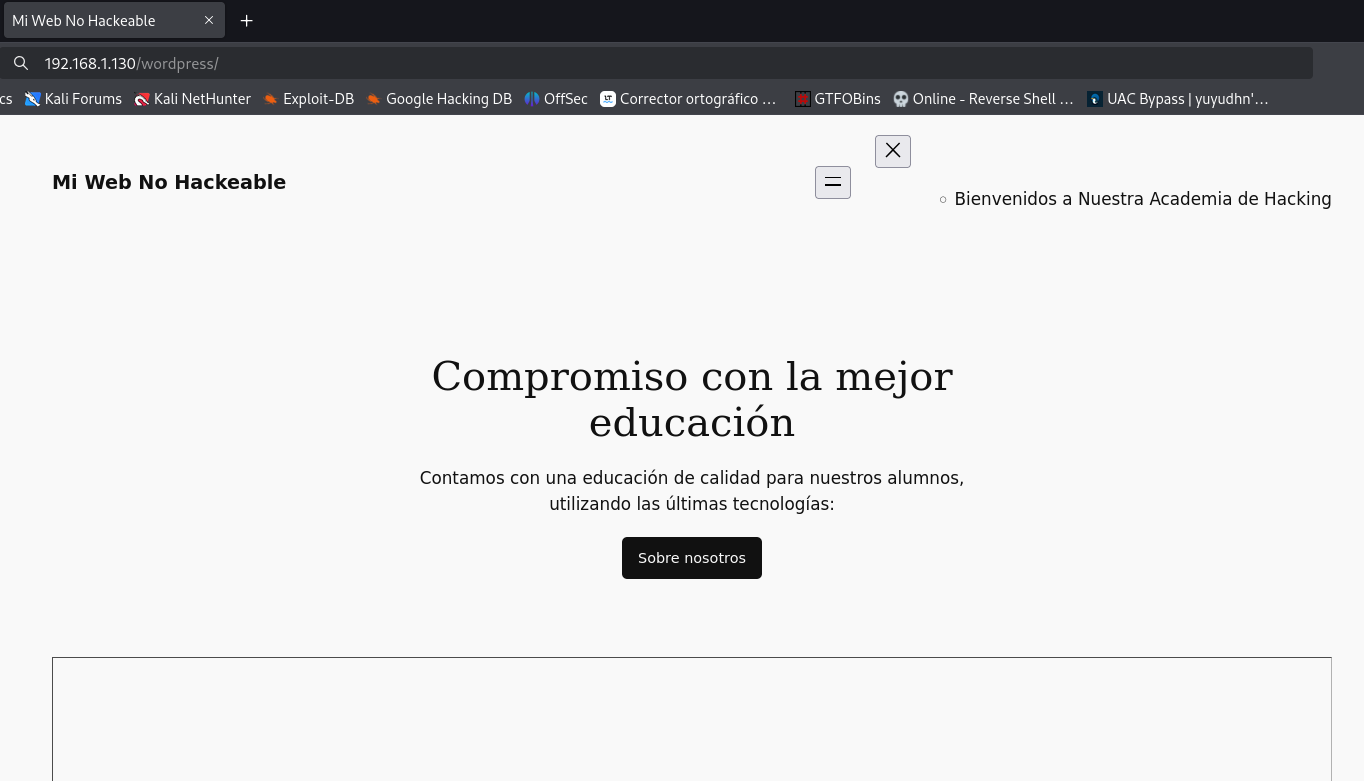 Mi Web No Hackeable
192.168.1.130/wordpress/
cs Kali Forums Kali NetHunter Exploit-DB Google Hacking DB OffSec Corrector ortográfico ... GTFOBins Online - Reverse Shell ... UAC Bypass | yuyudhn'...
Mi Web No Hackeable
Bienvenidos a Nuestra Academia de Hacking
Compromiso con la mejor
educación
Contamos con una educación de calidad para nuestros alumnos,
utilizando las últimas tecnologías:
Sobre nosotros